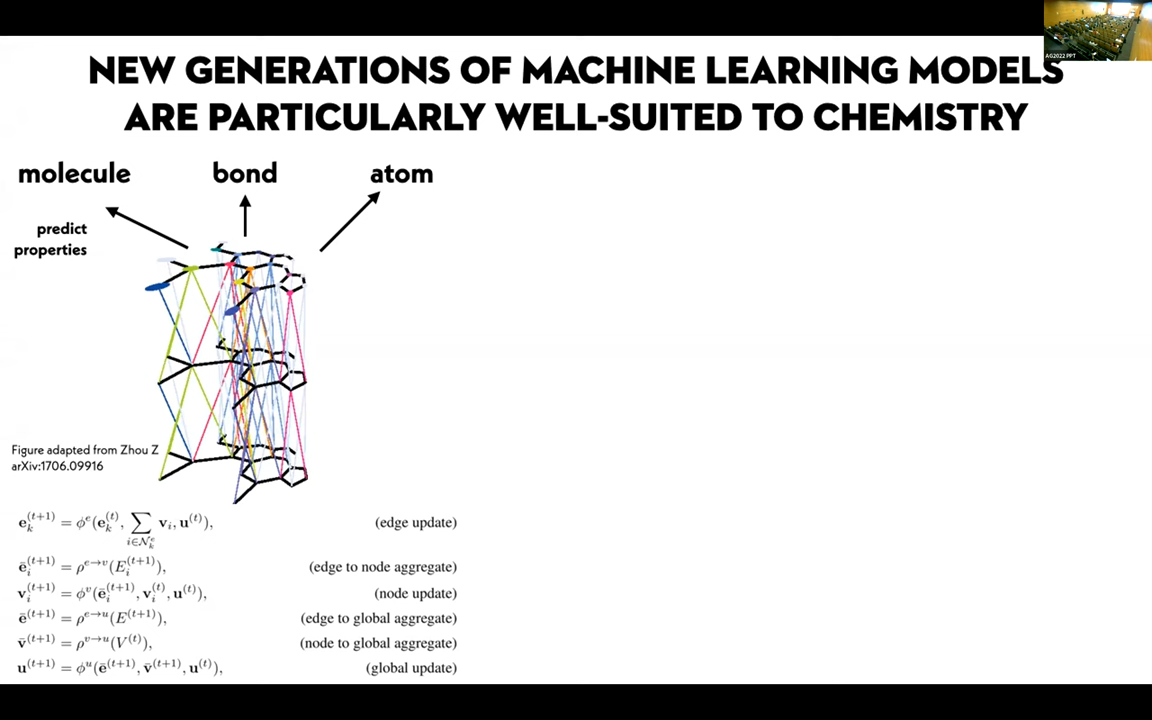 NEW GENERATIONS OF MACHINE LEARNING MODELS
ARE PARTICULARLY WELL-SUITED TO CHEMISTRY
AG2022 PPT
molecule
bond
atom
predict
properties
Figure adapted from Zhou Z
arXiv:1706.09916
e_k^{(t+1)} = ϕ^e(e_k^{(t)}, ∑_{i∈N_k^e} v_i, u^{(t)}), (edge update)
ē_i^{(t+1)} = ρ^{e→v}(E_i^{(t+1)}), (edge to node aggregate)
v_i^{(t+1)} = ϕ^v(ē_i^{(t+1)}, v_i^{(t)}, u^{(t)}), (node update)
ē^{(t+1)} = ρ^{e→u}(E^{(t+1)}), (edge to global aggregate)
v̄^{(t+1)} = ρ^{v→u}(V^{(t)}), (node to global aggregate)
u^{(t+1)} = ϕ^u(ē^{(t+1)}, v̄^{(t+1)}, u^{(t)}), (global update)